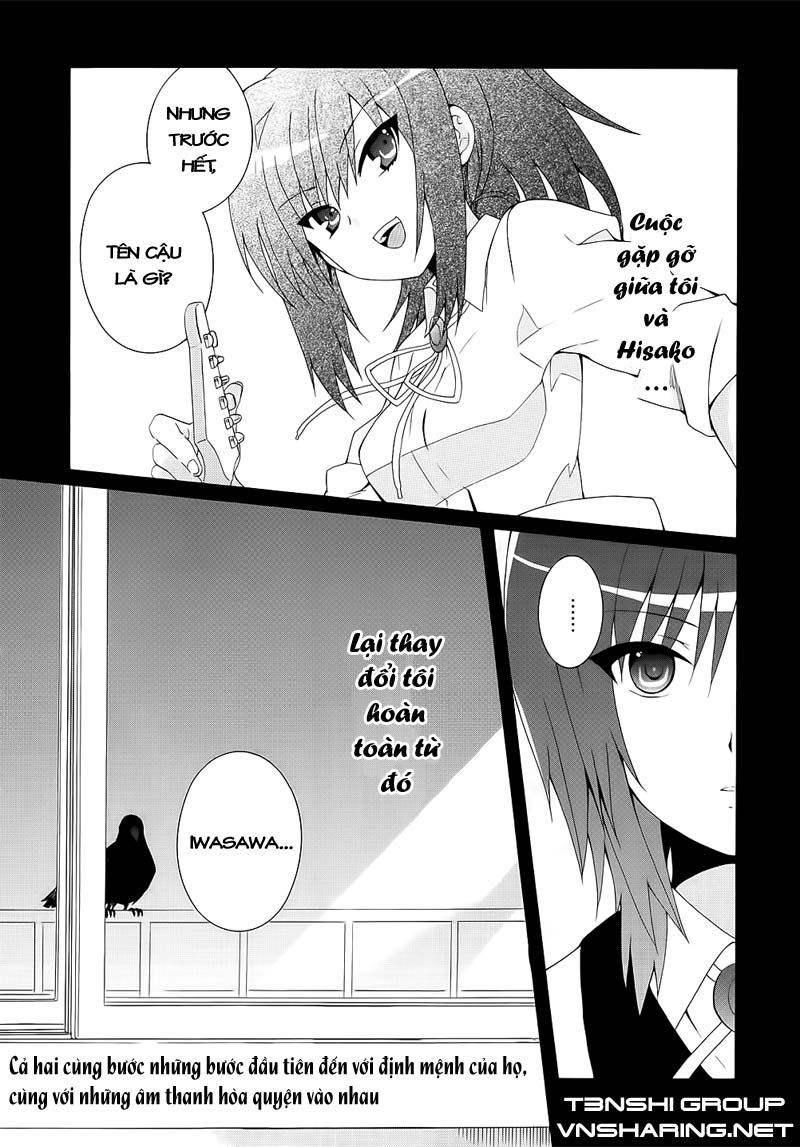 NHƯNG
TRƯỚC
HẾT,
TÊN CẬU
LÀ GÌ?
Cuộc
gặp gỡ
giữa tôi
và
Hisako
...
......
Lại thay
đổi tôi
hoàn
toàn từ
đó
IWASAWA...
Cả hai cùng bước những bước đầu tiên đến với định mệnh của họ,
cùng với những âm thanh hòa quyện vào nhau
T3NSHI GROUP
VNSHARING.NET